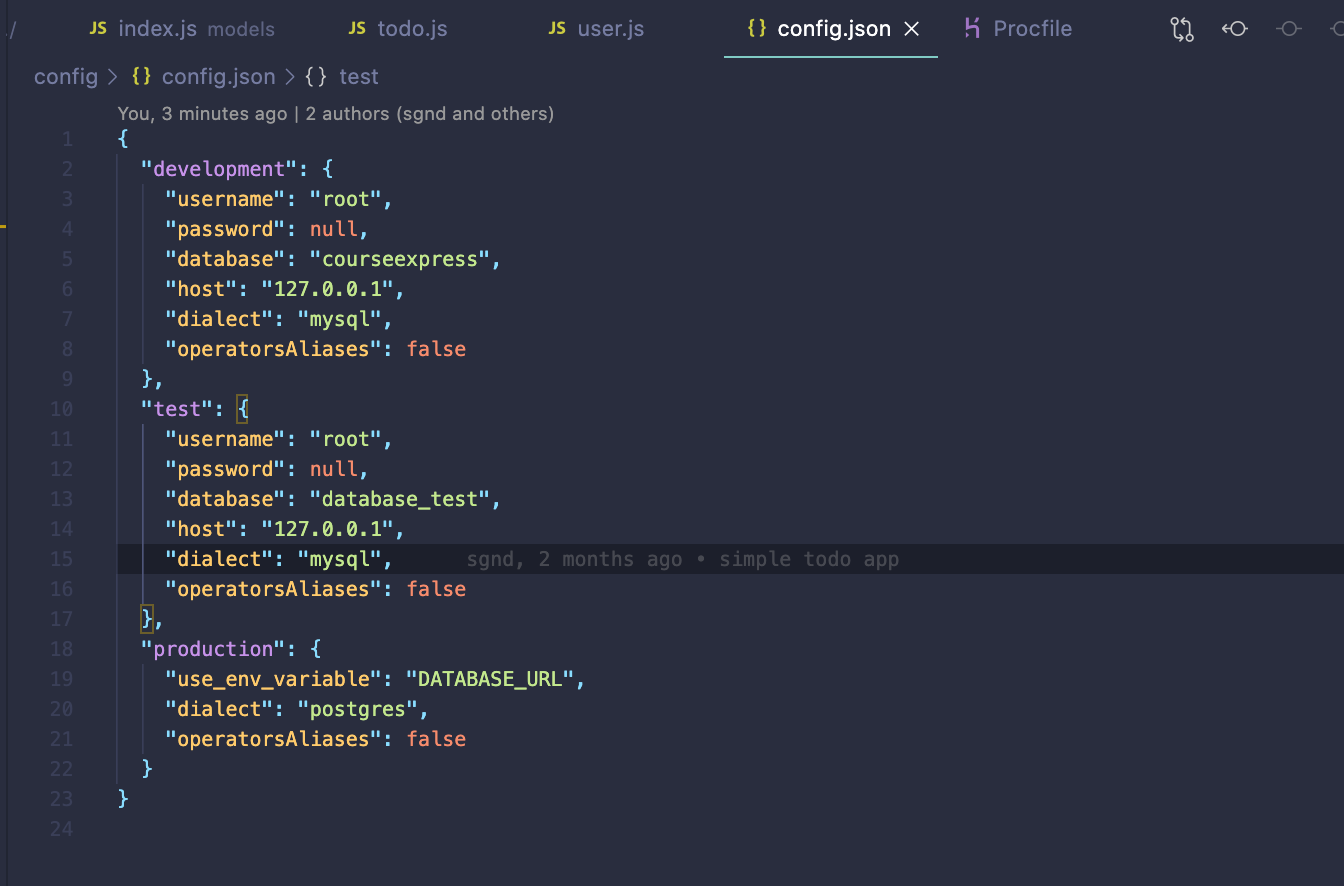 JS index.js models JS todo.js JS user.js {} config.json Procfile
config > {} config.json > {} test
You, 3 minutes ago | 2 authors (sgnd and others)
1 {
2 "development": {
3 "username": "root",
4 "password": null,
5 "database": "courseexpress",
6 "host": "127.0.0.1",
7 "dialect": "mysql",
8 "operatorsAliases": false
9 },
10 "test": {
11 "username": "root",
12 "password": null,
13 "database": "database_test",
14 "host": "127.0.0.1",
15 "dialect": "mysql", sgnd, 2 months ago • simple todo app
16 "operatorsAliases": false
17 },
18 "production": {
19 "use_env_variable": "DATABASE_URL",
20 "dialect": "postgres",
21 "operatorsAliases": false
22 }
23 }
24